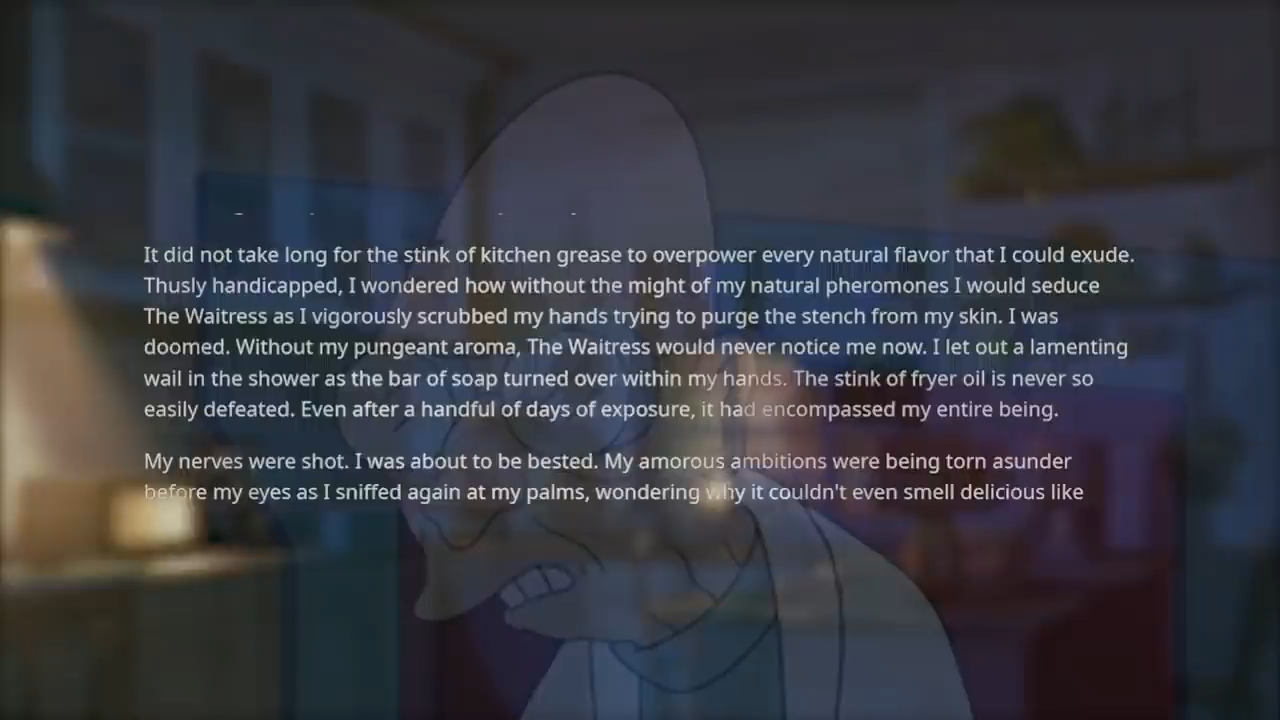 It did not take long for the stink of kitchen grease to overpower every natural flavor that I could exude.
Thusly handicapped, I wondered how without the might of my natural pheromones I would seduce
The Waitress as I vigorously scrubbed my hands trying to purge the stench from my skin. I was
doomed. Without my pungeant aroma, The Waitress would never notice me now. I let out a lamenting
wail in the shower as the bar of soap turned over within my hands. The stink of fryer oil is never so
easily defeated. Even after a handful of days of exposure, it had encompassed my entire being.
My nerves were shot. I was about to be bested. My amorous ambitions were being torn asunder
before my eyes as I sniffed again at my palms, wondering why it couldn't even smell delicious like